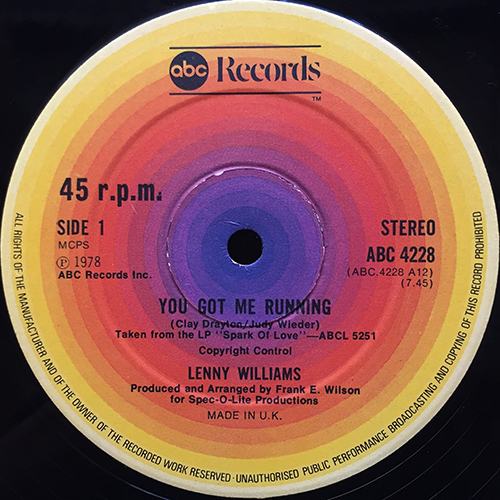 abc Records
TM
45 r.p.m.
SIDE 1
MCPS
Ⓟ 1978
ABC Records Inc.
STEREO
ABC 4228
(ABC.4228 A12)
(7.45)
YOU GOT ME RUNNING
(Clay Drayton/Judy Wieder)
Taken from the LP "Spark Of Love"—ABCL 5251
Copyright Control
LENNY WILLIAMS
Produced and Arranged by Frank E. Wilson
for Spec-O-Lite Productions
MADE IN U.K.
ALL RIGHTS OF THE MANUFACTURER AND OF THE OWNER OF THE RECORDED WORK RESERVED · UNAUTHORISED PUBLIC PERFORMANCE BROADCASTING AND COPYING OF THIS RECORD PROHIBITED